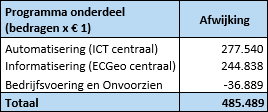 Programma onderdeel Afwijking
(bedragen x € 1)
Automatisering (ICT centraal) 277.540
Informatisering (ECGeo centraal) 244.838
Bedrijfsvoering en Onvoorzien -36.889
Totaal 485.489